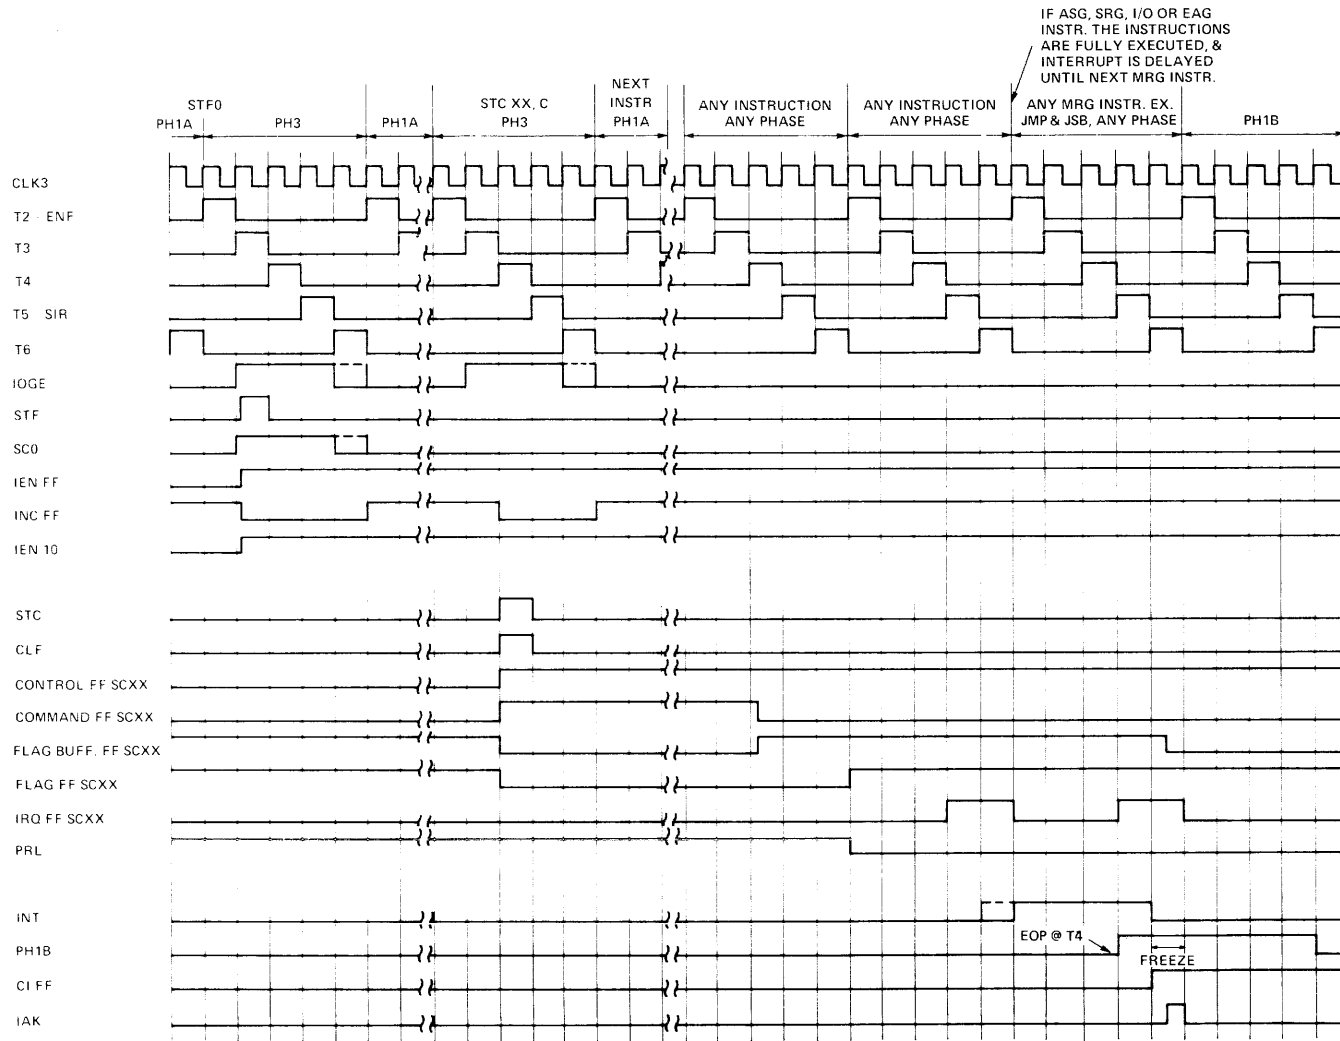 IF ASG, SRG, I/O OR EAG
INSTR. THE INSTRUCTIONS
ARE FULLY EXECUTED, &
INTERRUPT IS DELAYED
UNTIL NEXT MRG INSTR.
STF0
PH1A
PH3
PH1A
STC XX, C
PH3
NEXT
INSTR
PH1A
ANY INSTRUCTION
ANY PHASE
ANY INSTRUCTION
ANY PHASE
ANY MRG INSTR. EX.
JMP & JSB, ANY PHASE
PH1B
CLK3
T2 - ENF
T3
T4
T5 SIR
T6
IOGE
STF
SC0
IEN FF
INC FF
IEN 10
STC
CLF
CONTROL FF SCXX
COMMAND FF SCXX
FLAG BUFF. FF SCXX
FLAG FF SCXX
IRQ FF SCXX
PRL
INT
PH1B
EOP @ T4
FREEZE
CI FF
IAK